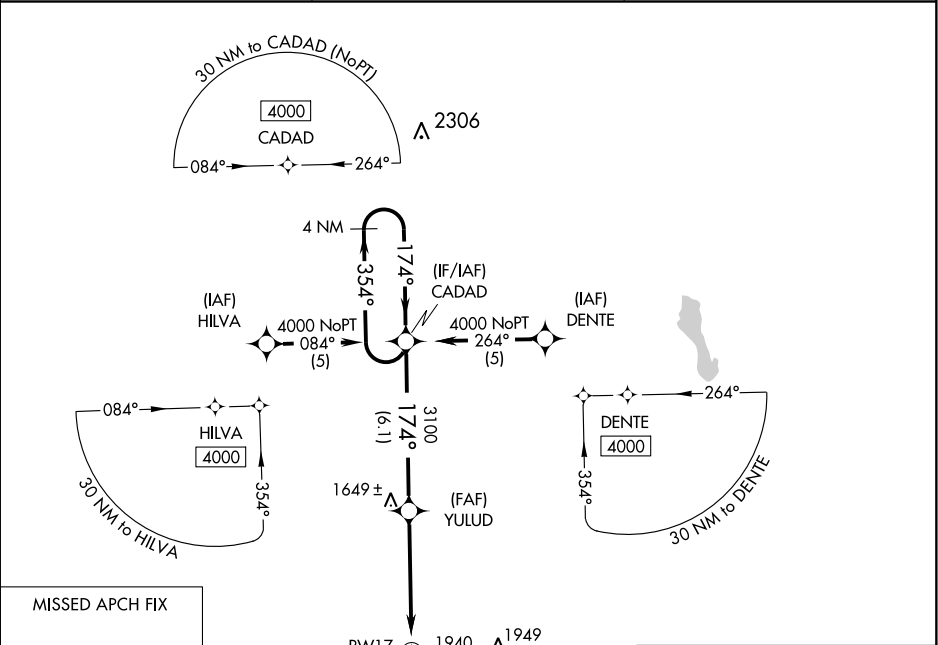 30 NM to CADAD (NoPT)
4000
CADAD
2306
084°
264°
4 NM
354°
174°
(IF/IAF)
CADAD
(IAF)
HILVA
(IAF)
DENTE
4000 NoPT
084°
(5)
4000 NoPT
264°
(5)
084°
HILVA
4000
354°
30 NM to HILVA
3100
174°
(6.1)
264°
DENTE
4000
354°
30 NM to DENTE
1649 ±
(FAF)
YULUD
MISSED APCH FIX
RW17
1940
1949